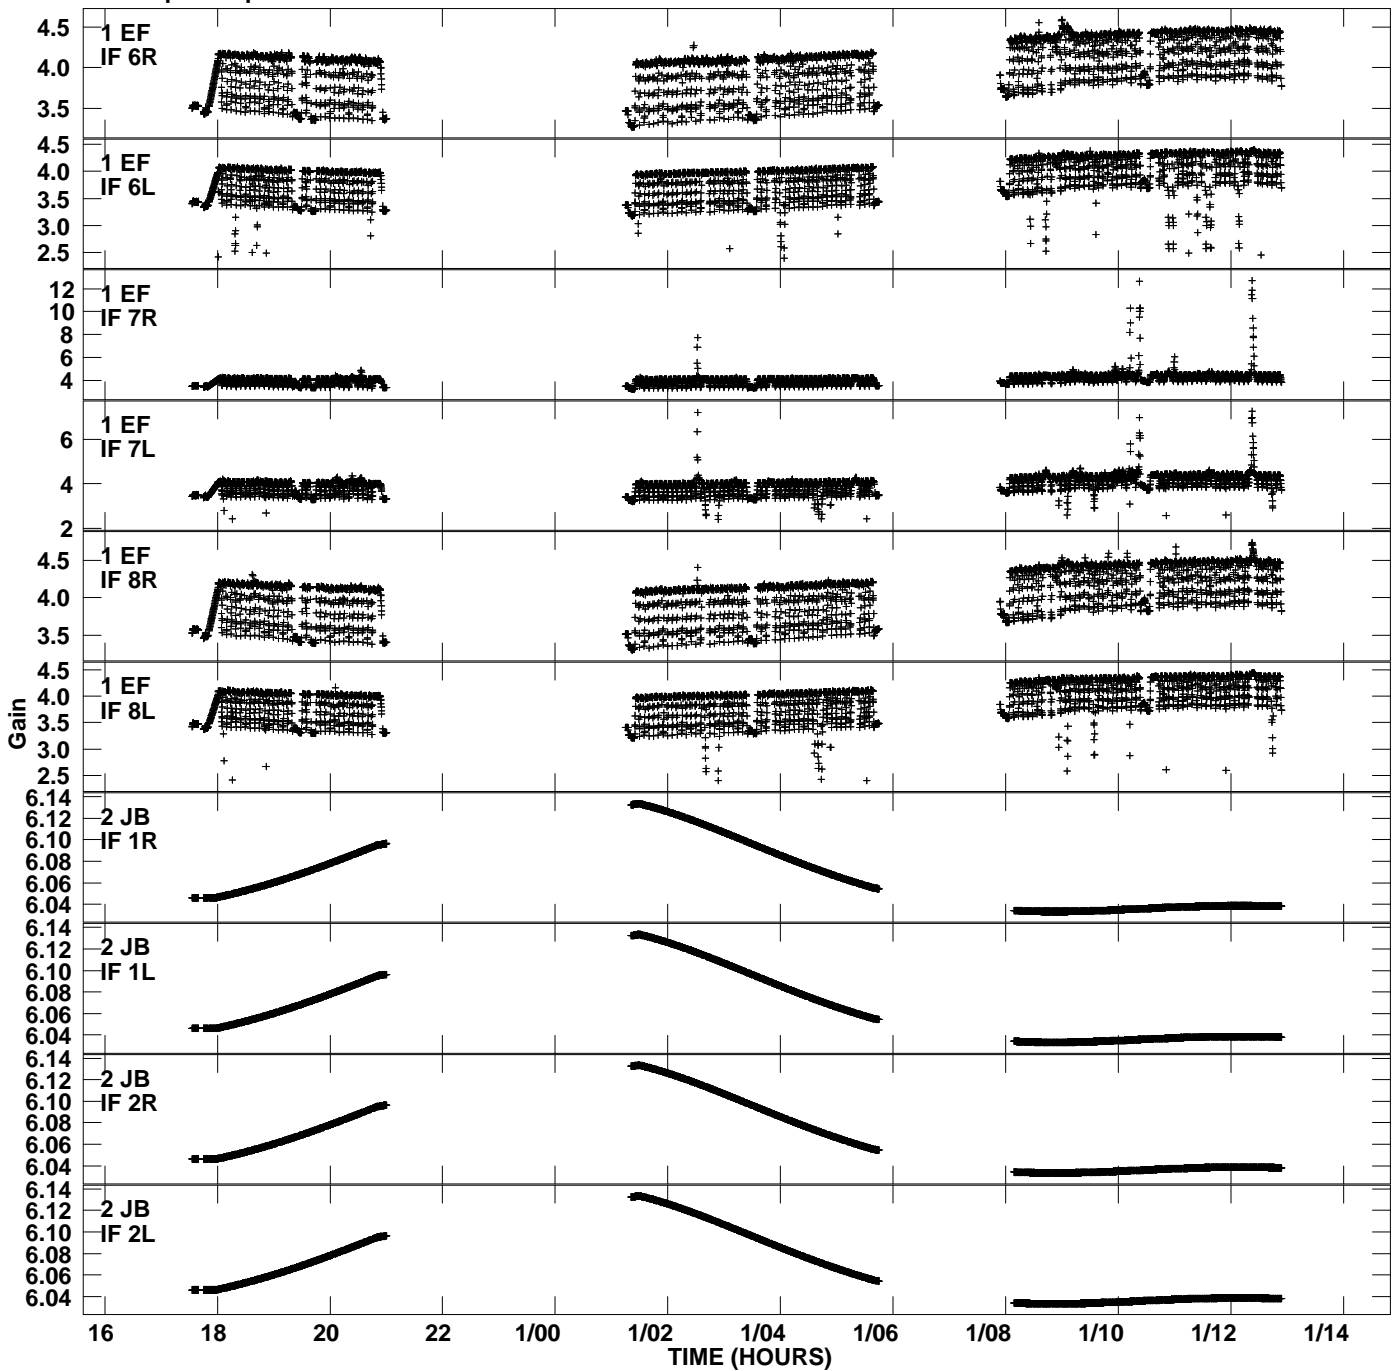 4.5
1 EF
IF 6R
4.0
3.5
4.5
1 EF
IF 6L
4.0
3.5
3.0
2.5
12
1 EF
IF 7R
10
8
6
4
1 EF
IF 7L
6
4
2
1 EF
IF 8R
4.5
4.0
3.5
4.5
1 EF
IF 8L
4.0
3.5
3.0
2.5
Gain
6.14
2 JB
IF 1R
6.12
6.10
6.08
6.06
6.04
6.14
2 JB
IF 1L
6.12
6.10
6.08
6.06
6.04
6.14
2 JB
IF 2R
6.12
6.10
6.08
6.06
6.04
6.14
2 JB
IF 2L
6.12
6.10
6.08
6.06
6.04
16 18 20 22 1/00 1/02 1/04 1/06 1/08 1/10 1/12 1/14
TIME (HOURS)